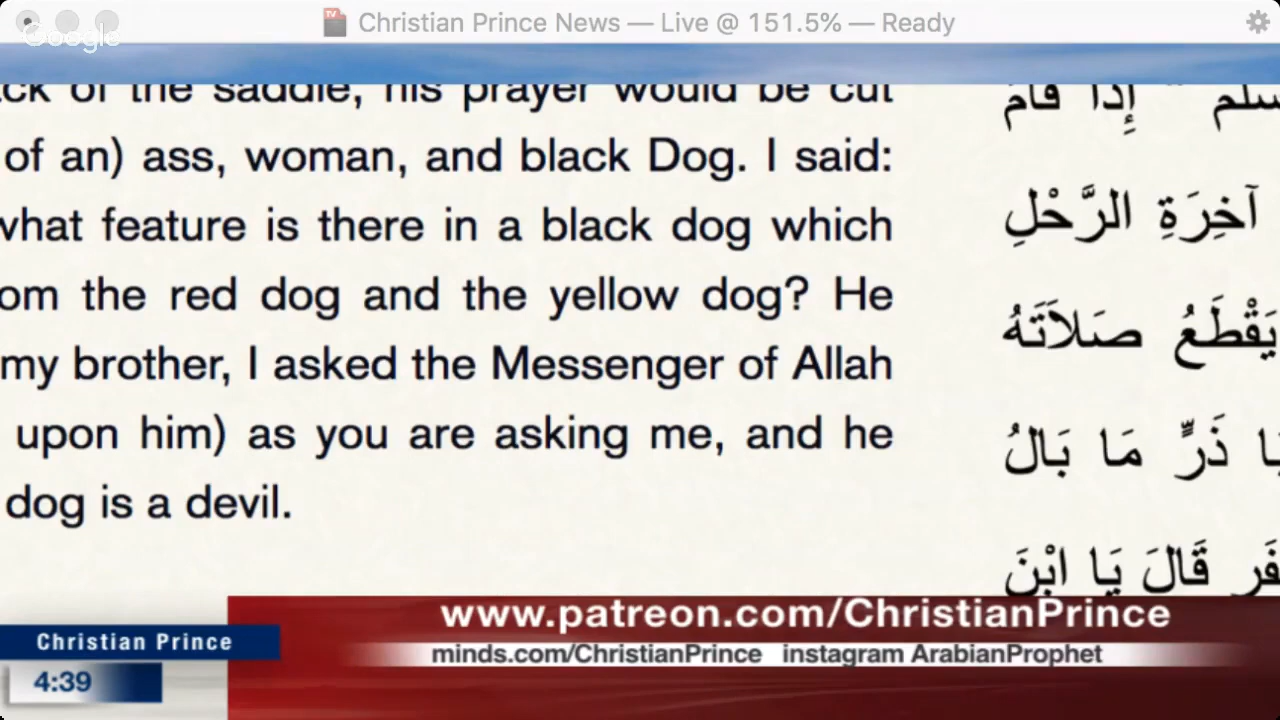 Christian Prince News — Live @ 151.5% — Ready
Google
the saddle, his prayer would be cut
of an) ass, woman, and black Dog. I said:
what feature is there in a black dog which
om the red dog and the yellow dog? He
my brother, I asked the Messenger of Allah
upon him) as you are asking me, and he
dog is a devil.
إِذَا قَامَ
آخِرَةِ الرَّحْلِ
يَقْطَعُ صَلاَتَهُ
ذَرٍّ مَا بَالُ
قَالَ يَا ابْنَ
www.patreon.com/ChristianPrince
Christian Prince
minds.com/ChristianPrince instagram ArabianProphet
4:39